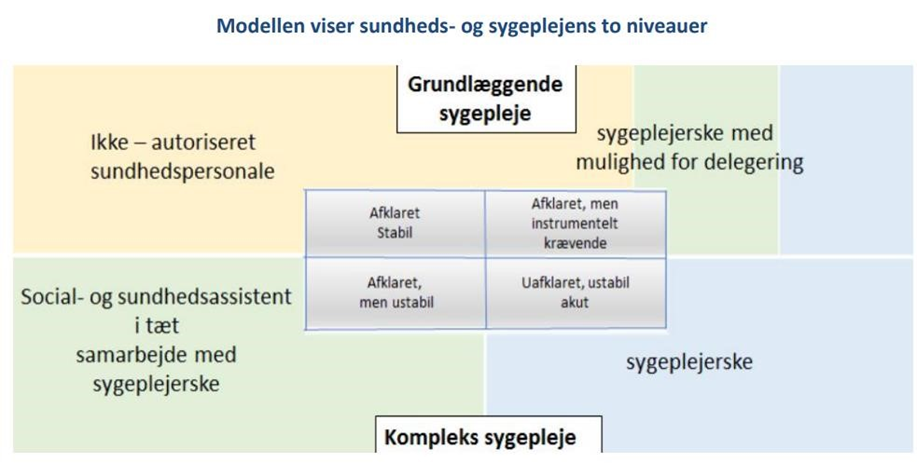 Modellen viser sundheds- og sygeplejens to niveauer
Grundlæggende
sygepleje
Ikke – autoriseret
sundhedspersonale
sygeplejerske med
mulighed for delegering
Afklaret
Stabil
Afklaret, men
instrumentelt
krævende
Afklaret,
men ustabil
Uafklaret, ustabil
akut
Social- og sundhedsassistent
i tæt
samarbejde med
sygeplejerske
sygeplejerske
Kompleks sygepleje